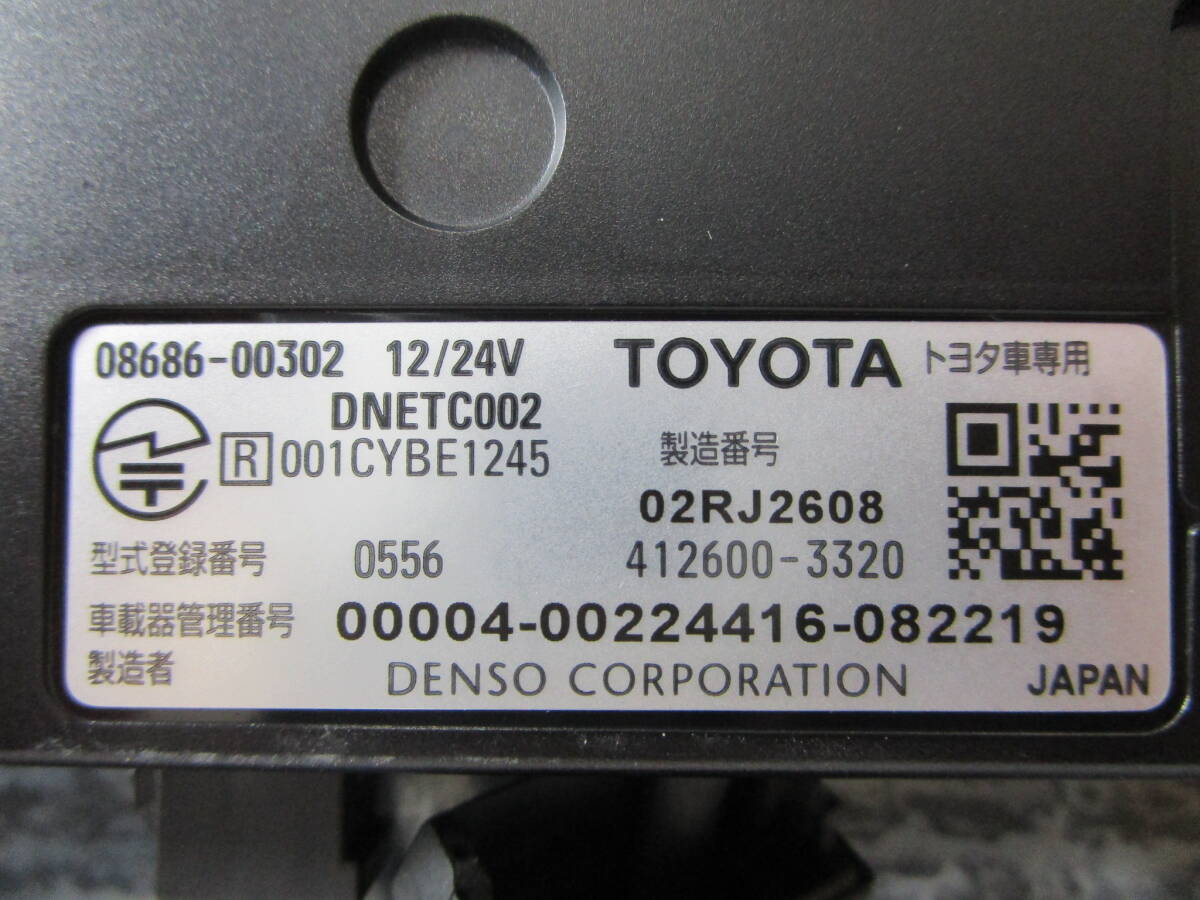 08686-00302 12/24V TOYOTA トヨタ車専用
DNETC002
R 001CYBE1245 製造番号
02RJ2608
型式登録番号 0556 412600-3320
車載器管理番号 00004-00224416-082219
製造者 DENSO CORPORATION JAPAN